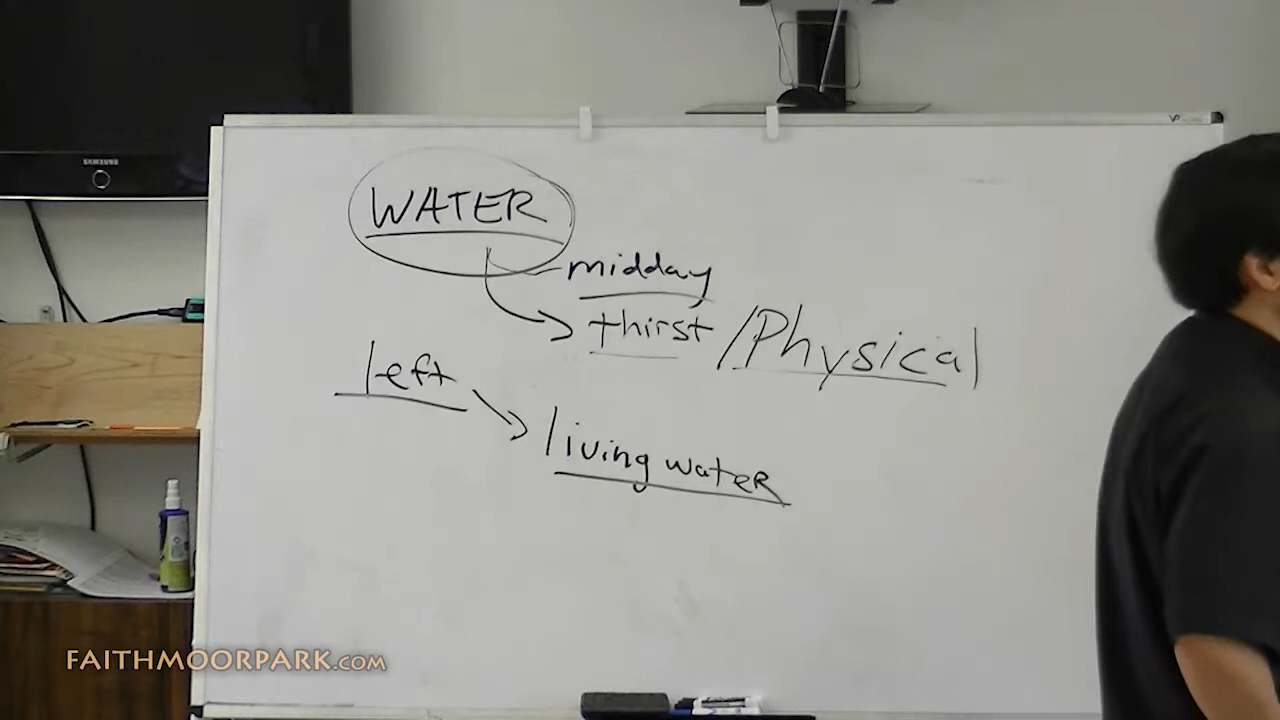 SAMSUNG
WATER
midday
thirst / Physical
left
living water
FAITHMOORPARK.COM